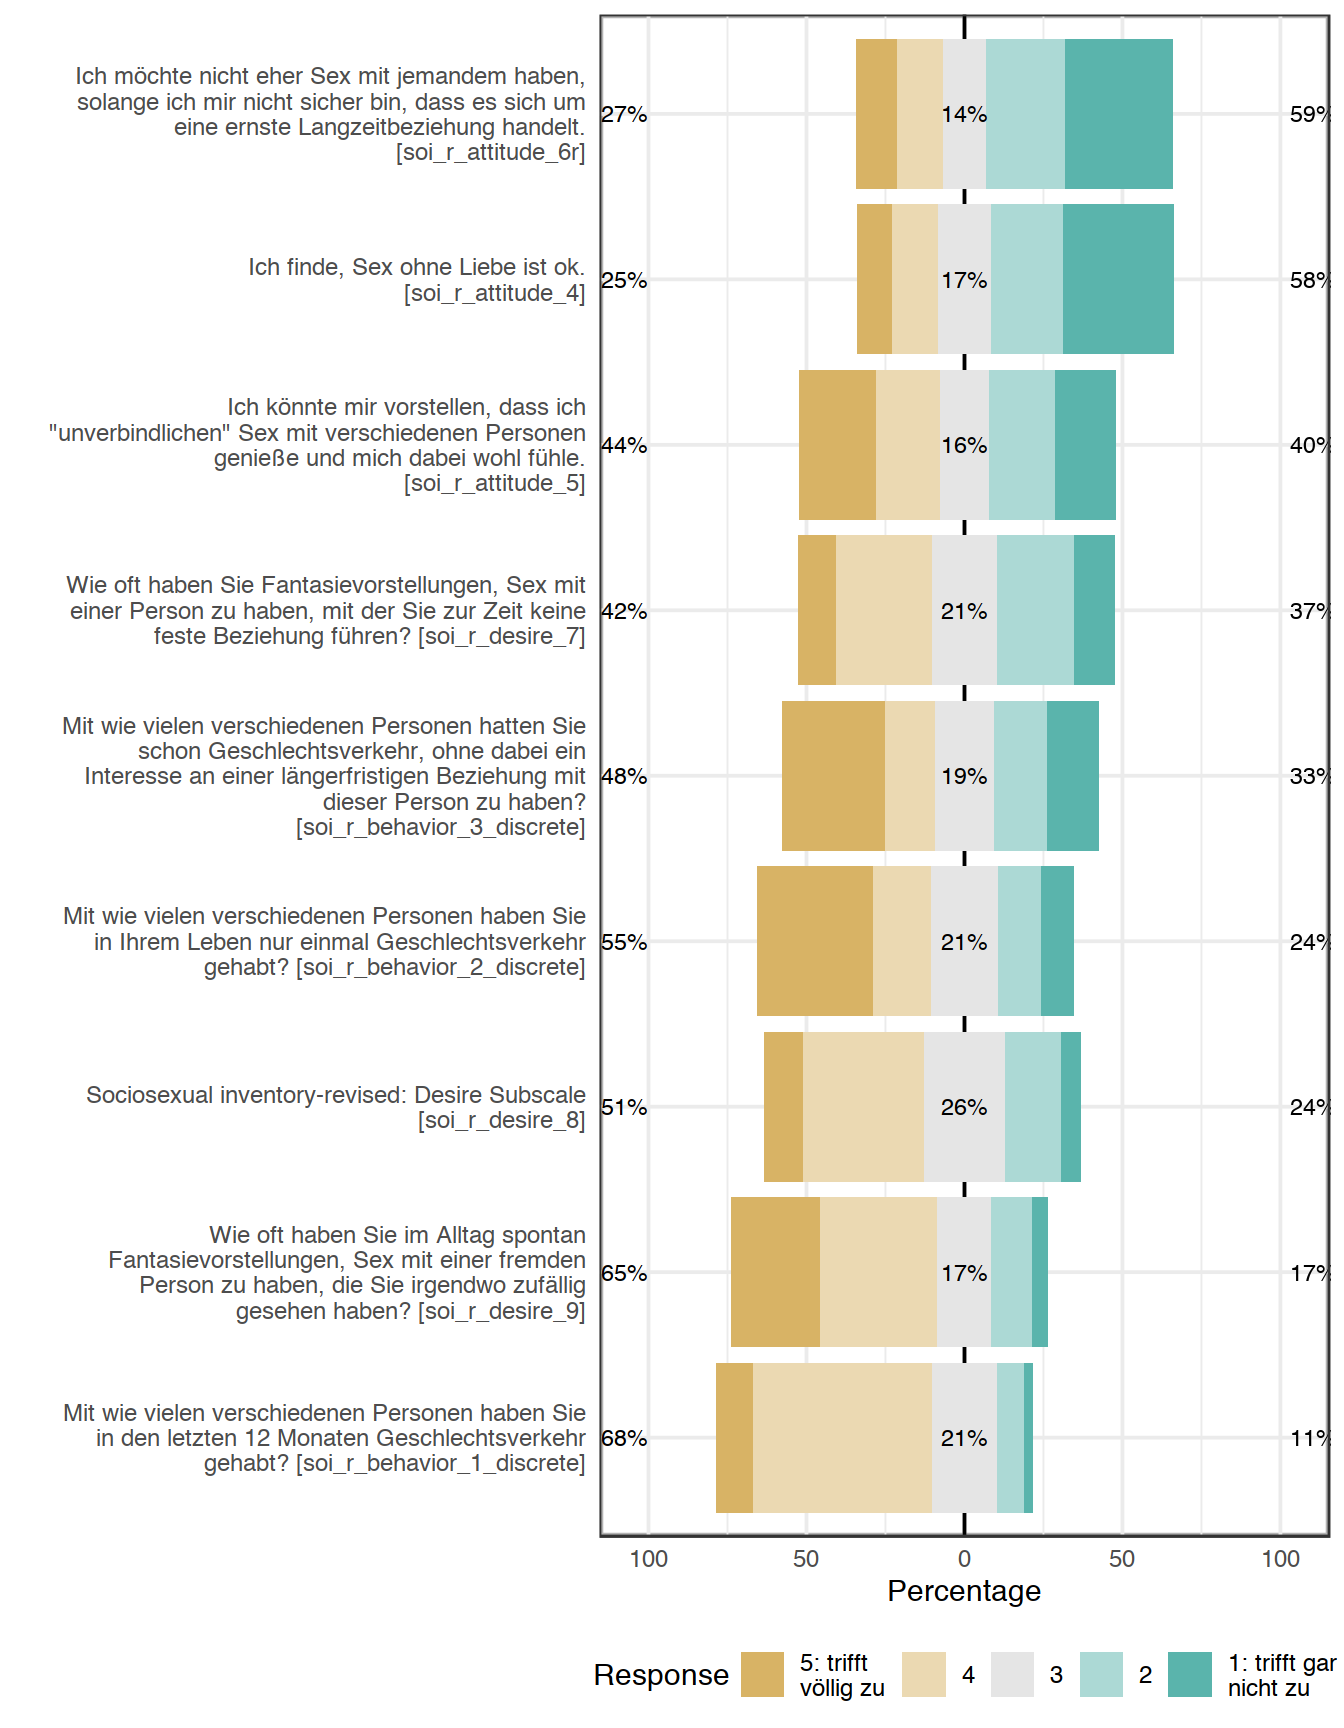 Ich möchte nicht eher Sex mit jemandem haben,
solange ich mir nicht sicher bin, dass es sich um
eine ernste Langzeitbeziehung handelt.
[soi_r_attitude_6r]
27% 14% 59%
Ich finde, Sex ohne Liebe ist ok.
[soi_r_attitude_4]
25% 17% 58%
Ich könnte mir vorstellen, dass ich
"unverbindlichen" Sex mit verschiedenen Personen
genieße und mich dabei wohl fühle.
[soi_r_attitude_5]
44% 16% 40%
Wie oft haben Sie Fantasievorstellungen, Sex mit
einer Person zu haben, mit der Sie zur Zeit keine
feste Beziehung führen? [soi_r_desire_7]
42% 21% 37%
Mit wie vielen verschiedenen Personen hatten Sie
schon Geschlechtsverkehr, ohne dabei ein
Interesse an einer längerfristigen Beziehung mit
dieser Person zu haben?
[soi_r_behavior_3_discrete]
48% 19% 33%
Mit wie vielen verschiedenen Personen haben Sie
in Ihrem Leben nur einmal Geschlechtsverkehr
gehabt? [soi_r_behavior_2_discrete]
55% 21% 24%
Sociosexual inventory-revised: Desire Subscale
[soi_r_desire_8]
51% 26% 24%
Wie oft haben Sie im Alltag spontan
Fantasievorstellungen, Sex mit einer fremden
Person zu haben, die Sie irgendwo zufällig
gesehen haben? [soi_r_desire_9]
65% 17% 17%
Mit wie vielen verschiedenen Personen haben Sie
in den letzten 12 Monaten Geschlechtsverkehr
gehabt? [soi_r_behavior_1_discrete]
68% 21% 11%
100 50 0 50 100
Percentage
Response
5: trifft
völlig zu
4
3
2
1: trifft gar
nicht zu